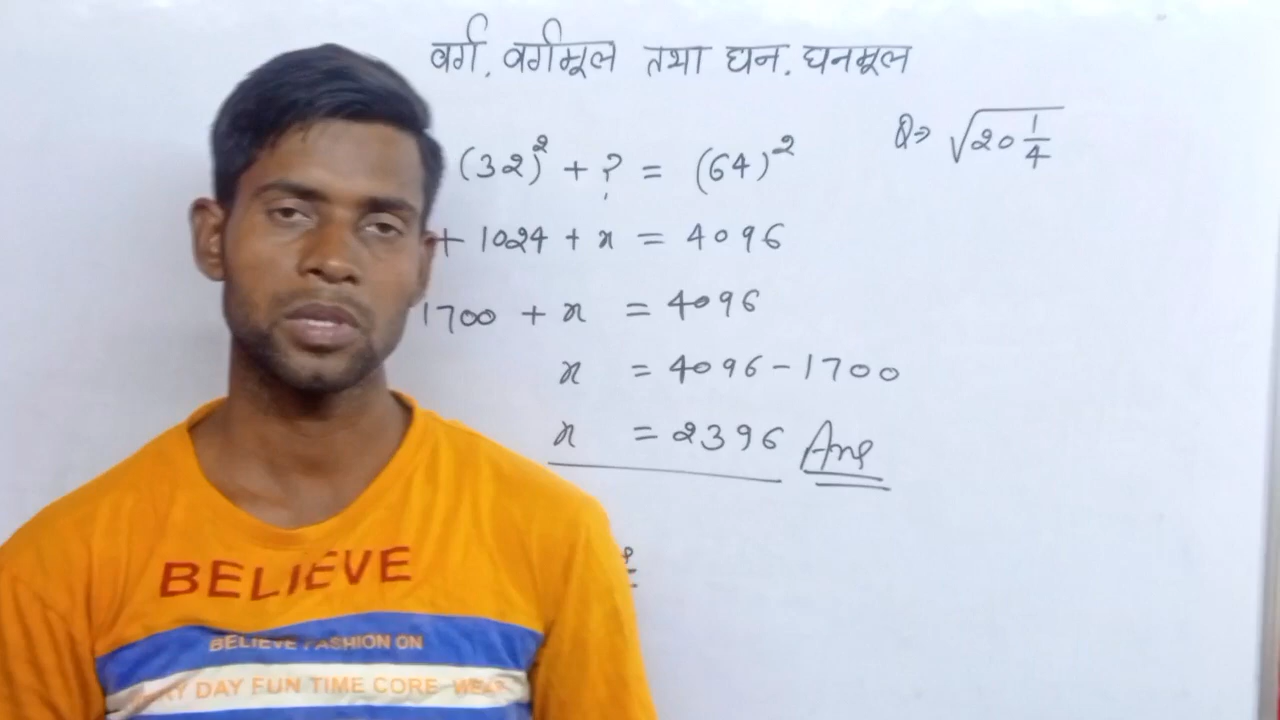 वर्ग, वर्गमूल तथा घन, घनमूल
(32)² + ? = (64)²
Q⇒ √20 1/4
+ 1024 + x = 4096
1700 + x = 4096
x = 4096 - 1700
x = 2396 Ans
BELIEVE
BELIEVE FASHION ON
DAY FUN TIME CORE WEAR